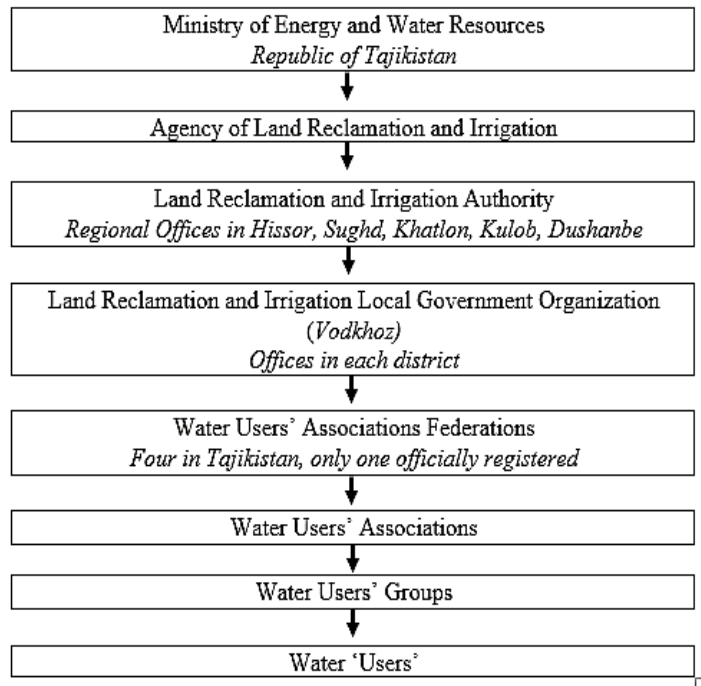 Ministry of Energy and Water Resources
Republic of Tajikistan
Agency of Land Reclamation and Irrigation
Land Reclamation and Irrigation Authority
Regional Offices in Hissor, Sughd, Khatlon, Kulob, Dushanbe
Land Reclamation and Irrigation Local Government Organization
(Vodkhoz)
Offices in each district
Water Users’ Associations Federations
Four in Tajikistan, only one officially registered
Water Users’ Associations
Water Users’ Groups
Water ‘Users’